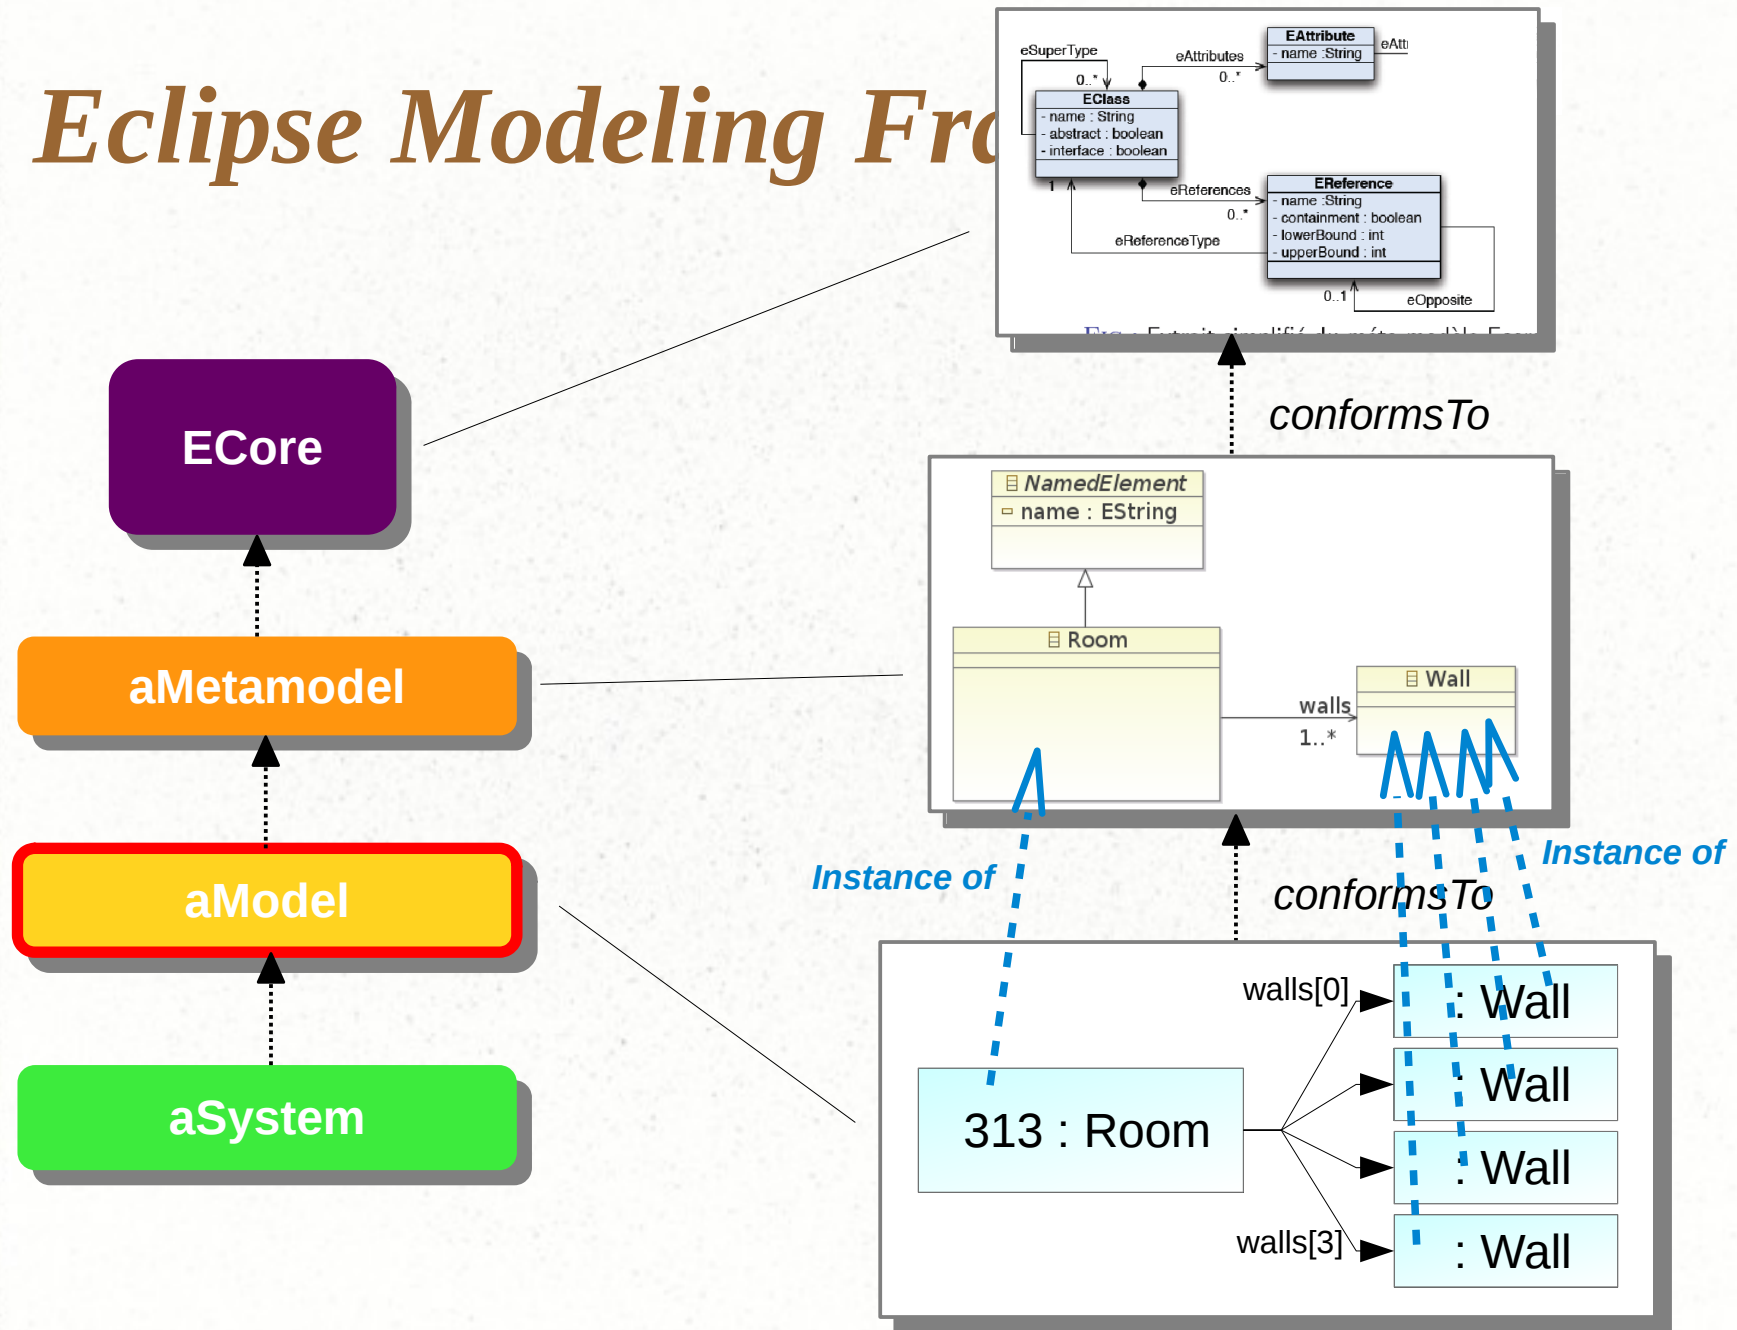 Eclipse Modeling
eSuperType
0..*
eAttributes
0..*
EAttribute
- name :String
EClass
- name : String
- abstract : boolean
- interface : boolean
1
eReferences
0..*
eReferenceType
EReference
- name :String
- containment : boolean
- lowerBound : int
- upperBound : int
0..1
eOpposite
conformsTo
ECore
NamedElement
name : EString
Room
walls
1..*
Wall
aMetamodel
Instance of
Instance of
conformsTo
aModel
walls[0]
: Wall
: Wall
313 : Room
: Wall
walls[3]
: Wall
aSystem